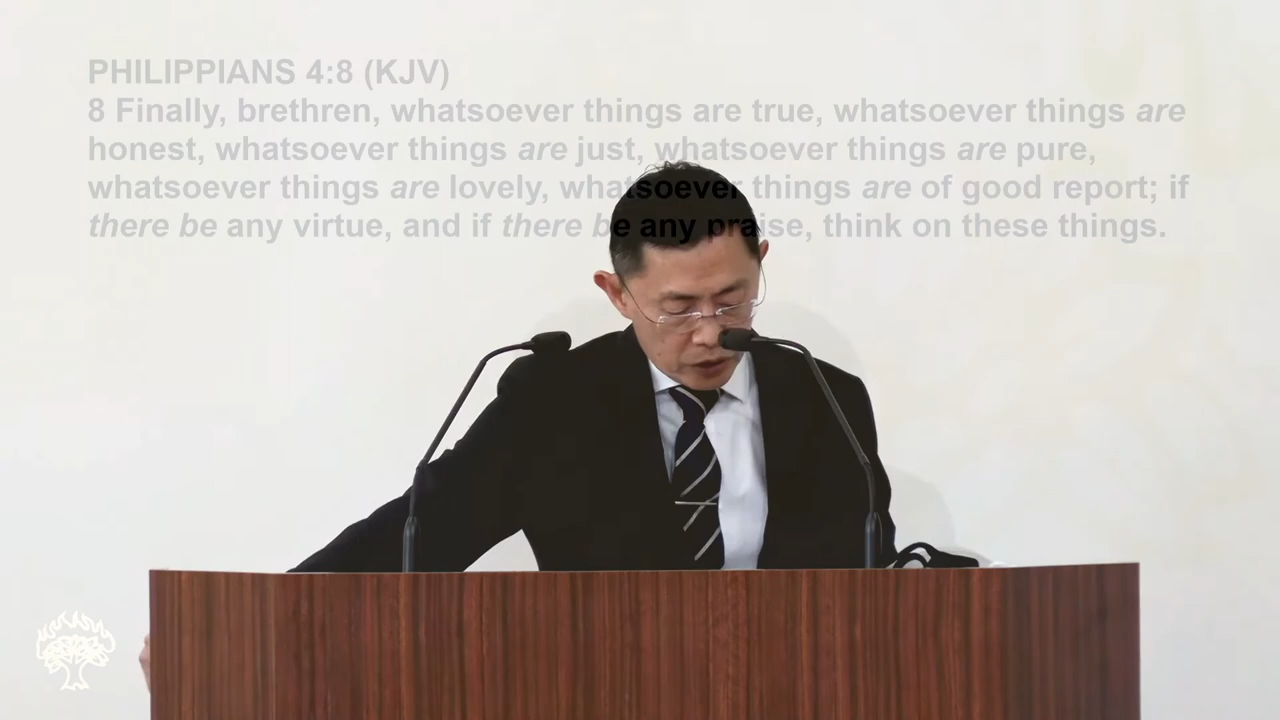 PHILIPPIANS 4:8 (KJV)
8 Finally, brethren, whatsoever things are true, whatsoever things are
honest, whatsoever things are just, whatsoever things are pure,
whatsoever things are lovely, whatsoever things are of good report; if
there be any virtue, and if there be any praise, think on these things.